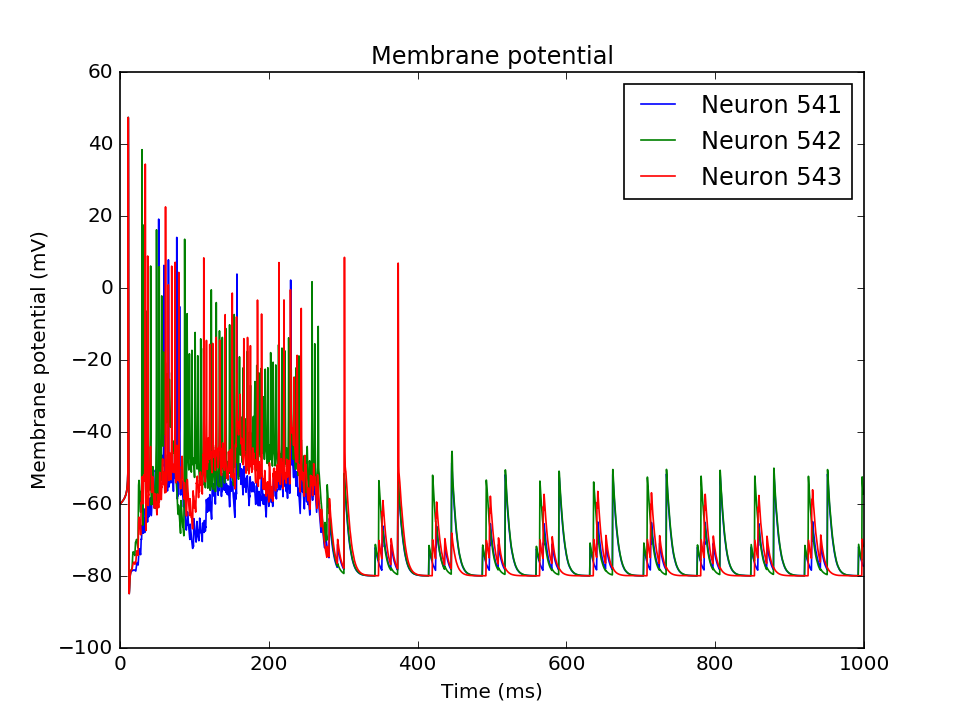 Membrane potential
Neuron 541
Neuron 542
Neuron 543
Membrane potential (mV)
60
40
20
0
−20
−40
−60
−80
−100
0 200 400 600 800 1000
Time (ms)